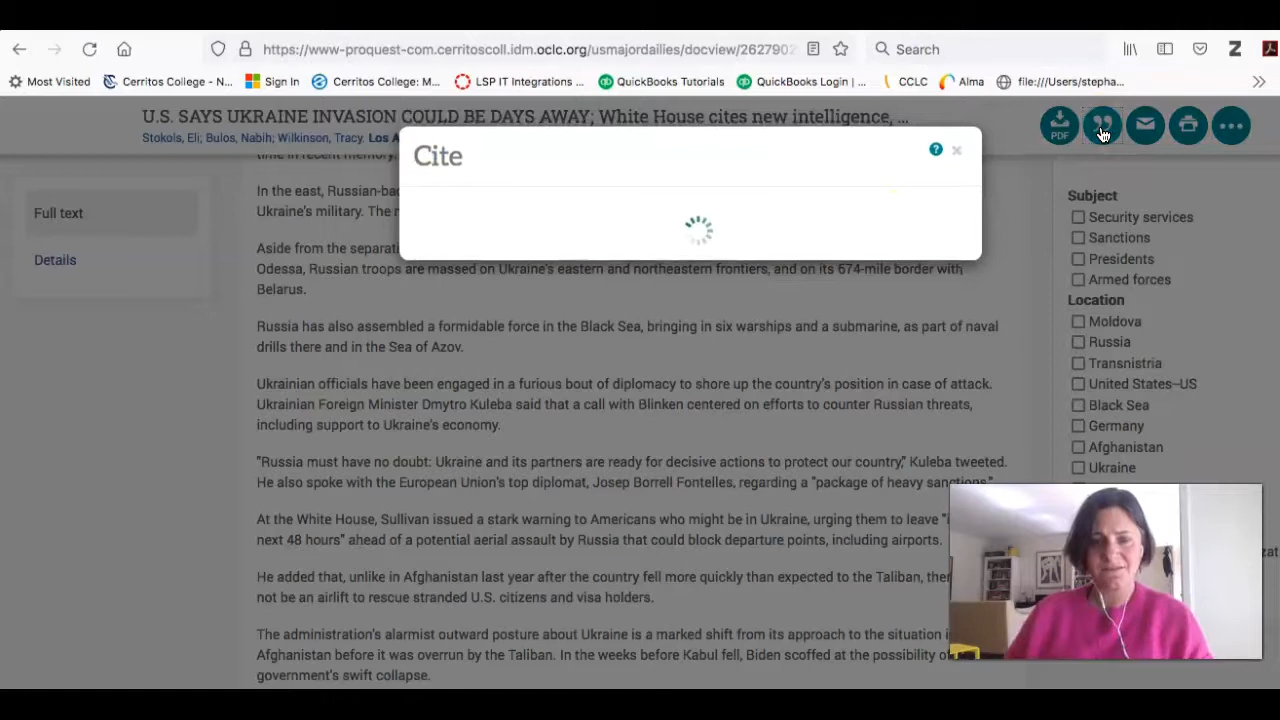 https://www-proquest-com.cerritoscoll.idm.oclc.org/usmajordailies/docview/262790 Search
Most Visited Cerritos College - N... Sign In Cerritos College: M... LSP IT Integrations ... QuickBooks Tutorials QuickBooks Login | ... CCLC Alma file:///Users/stepha...
U.S. SAYS UKRAINE INVASION COULD BE DAYS AWAY; White House cites new intelligence, ...
Stokols, Eli; Bulos, Nabih; Wilkinson, Tracy. Los A
PDF
Cite
time in recent memory.
In the east, Russian-bac
Ukraine's military. The n
Aside from the separati
Odessa, Russian troops are massed on Ukraine's eastern and northeastern frontiers, and on its 674-mile border with
Belarus.
Russia has also assembled a formidable force in the Black Sea, bringing in six warships and a submarine, as part of naval
drills there and in the Sea of Azov.
Ukrainian officials have been engaged in a furious bout of diplomacy to shore up the country's position in case of attack.
Ukrainian Foreign Minister Dmytro Kuleba said that a call with Blinken centered on efforts to counter Russian threats,
including support to Ukraine's economy.
"Russia must have no doubt: Ukraine and its partners are ready for decisive actions to protect our country," Kuleba tweeted.
He also spoke with the European Union's top diplomat, Josep Borrell Fontelles, regarding a "package of heavy sanctions."
At the White House, Sullivan issued a stark warning to Americans who might be in Ukraine, urging them to leave "i
next 48 hours" ahead of a potential aerial assault by Russia that could block departure points, including airports.
He added that, unlike in Afghanistan last year after the country fell more quickly than expected to the Taliban, the
not be an airlift to rescue stranded U.S. citizens and visa holders.
The administration's alarmist outward posture about Ukraine is a marked shift from its approach to the situation i
Afghanistan before it was overrun by the Taliban. In the weeks before Kabul fell, Biden scoffed at the possibility of
government's swift collapse.
Full text
Details
Subject
Security services
Sanctions
Presidents
Armed forces
Location
Moldova
Russia
Transnistria
United States--US
Black Sea
Germany
Afghanistan
Ukraine
zat